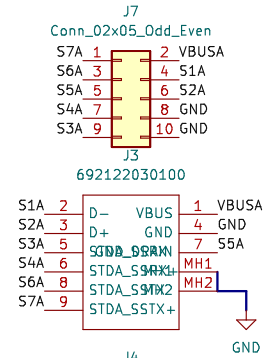 J7
Conn_02x05_Odd_Even
S7A 1 2 VBUSA
S6A 3 4 S1A
S5A 5 6 S2A
S4A 7 8 GND
S3A 9 10 GND
J3
692122030100
S1A 2 D- VBUS 1 VBUSA
S2A 3 D+ GND 4 GND
S3A 5 GND_DRAIN 7 S5A
S4A 6 MH1
S6A 8 MH2 MH2
S7A 9 STDA_SSTX+
GND
J4